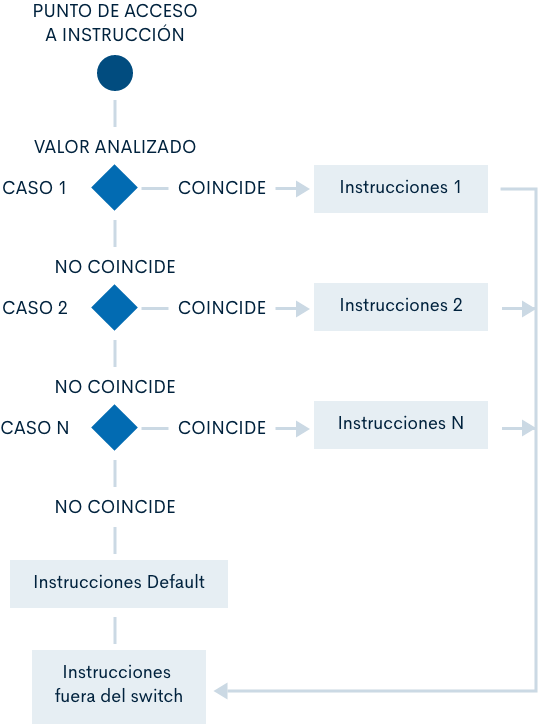 PUNTO DE ACCESO
A INSTRUCCIÓN
VALOR ANALIZADO
CASO 1
COINCIDE
Instrucciones 1
NO COINCIDE
CASO 2
COINCIDE
Instrucciones 2
NO COINCIDE
CASO N
COINCIDE
Instrucciones N
NO COINCIDE
Instrucciones Default
Instrucciones
fuera del switch